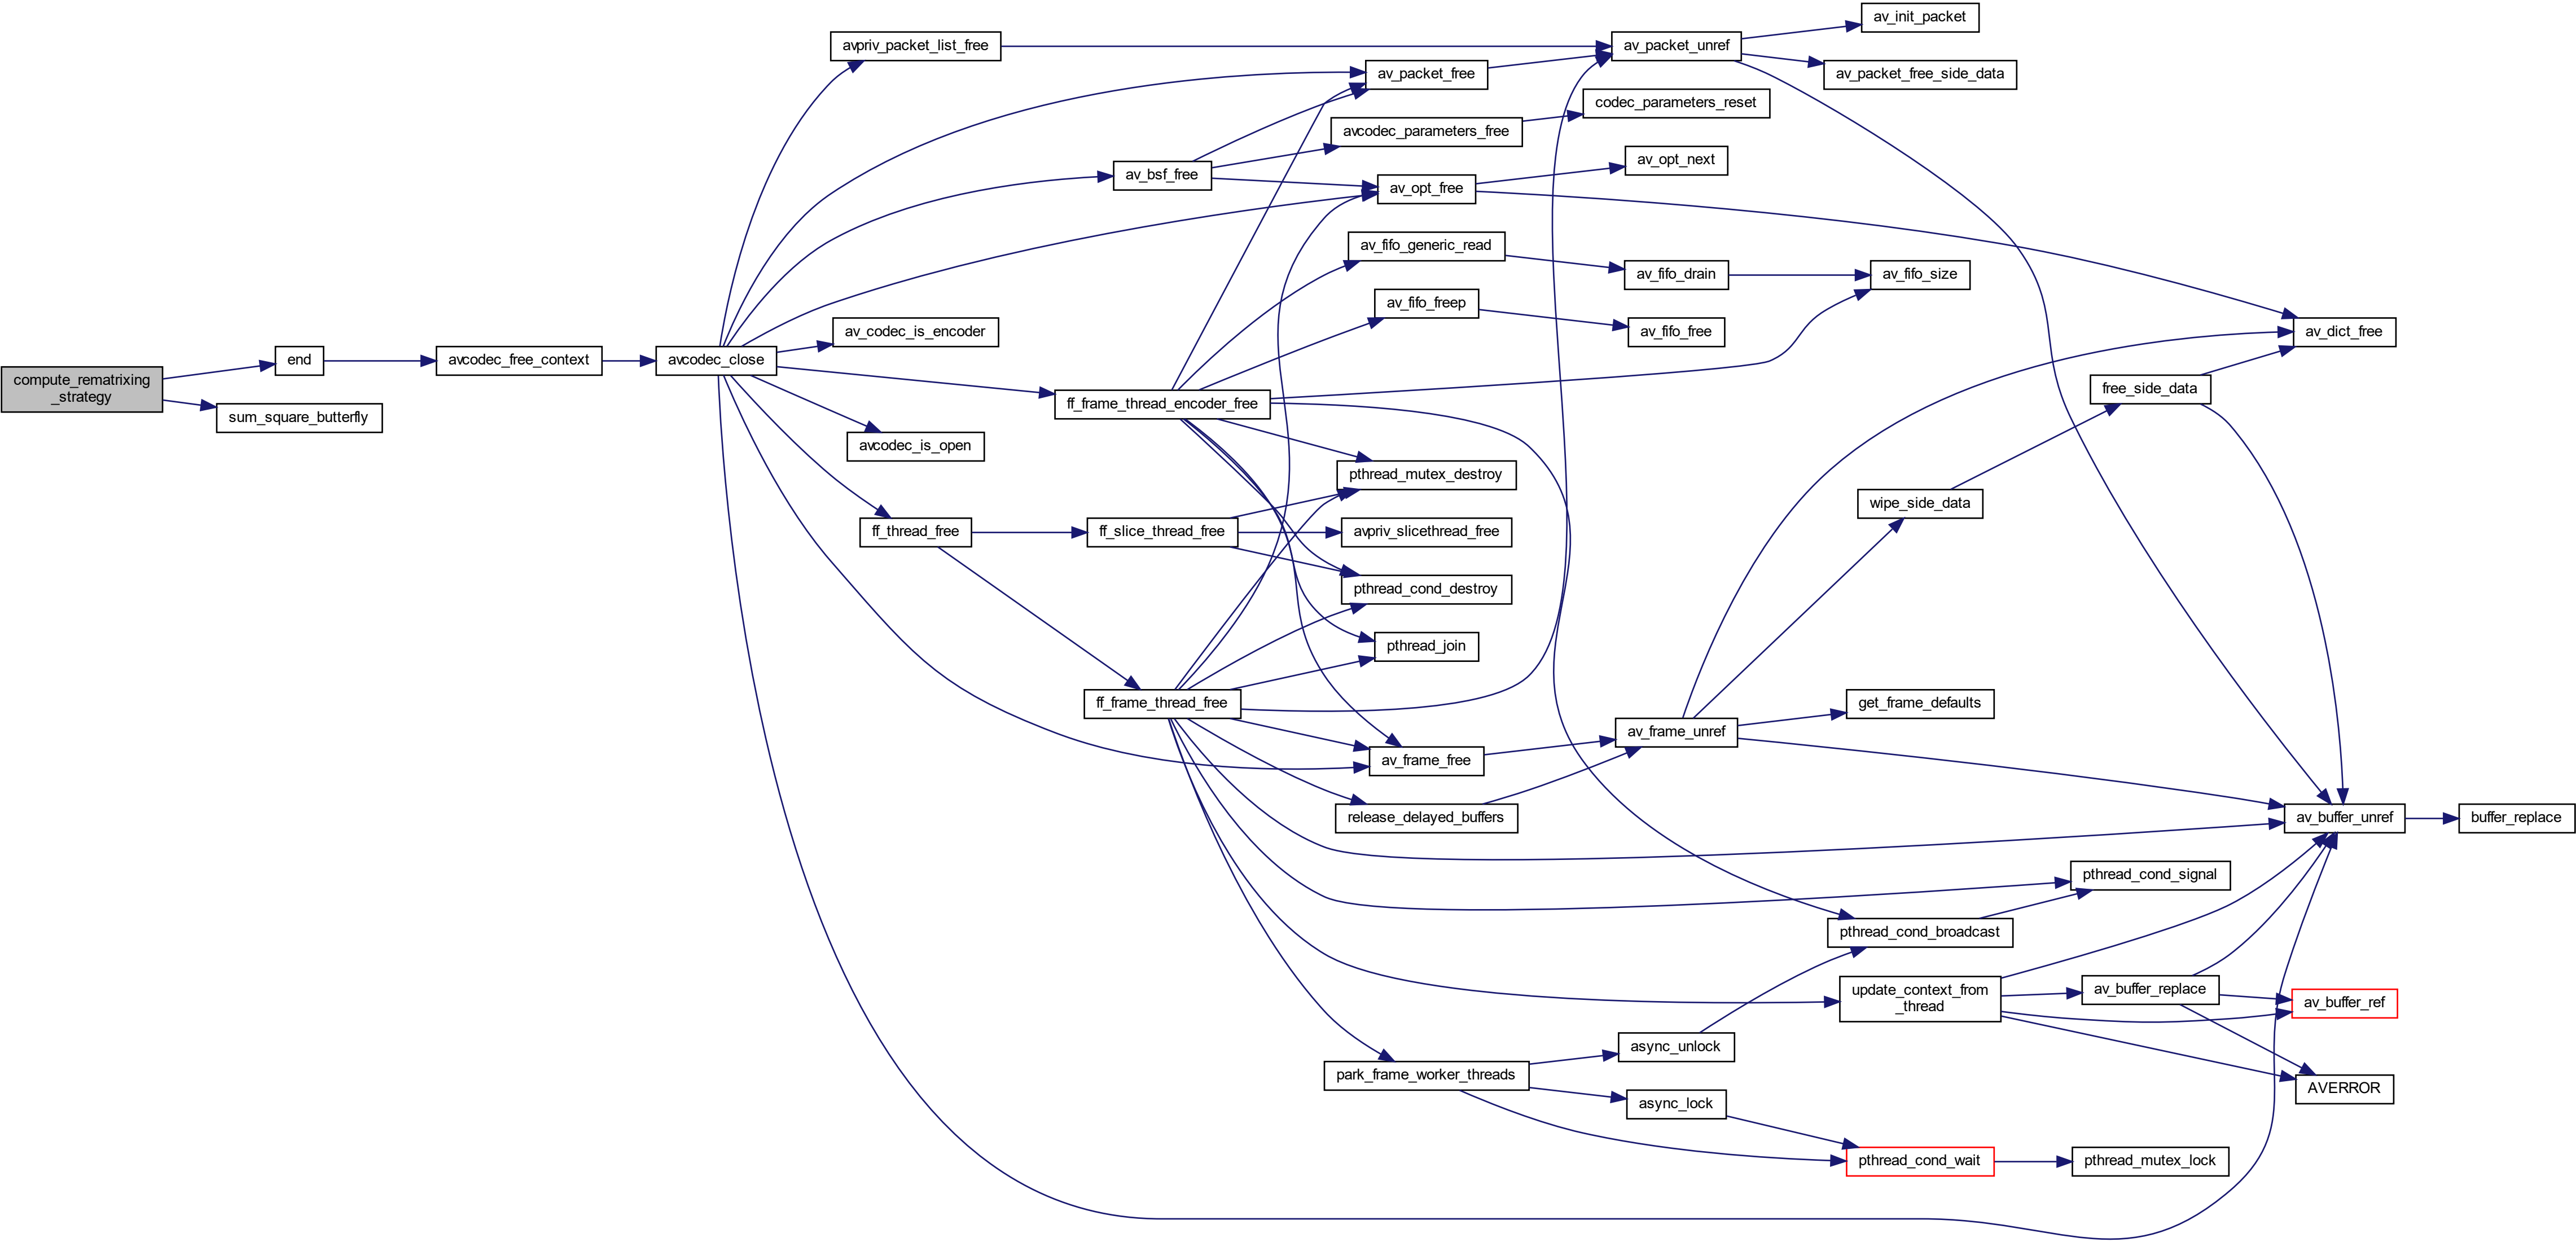 compute_rematrixing
_strategy
end
sum_square_butterfly
avcodec_free_context
avcodec_close
avpriv_packet_list_free
av_codec_is_encoder
avcodec_is_open
ff_thread_free
av_bsf_free
ff_frame_thread_encoder_free
ff_slice_thread_free
ff_frame_thread_free
av_packet_free
avcodec_parameters_free
av_opt_free
av_fifo_generic_read
av_fifo_freep
pthread_mutex_destroy
avpriv_slicethread_free
pthread_cond_destroy
pthread_join
av_frame_free
release_delayed_buffers
park_frame_worker_threads
av_packet_unref
codec_parameters_reset
av_opt_next
av_fifo_drain
av_fifo_free
av_frame_unref
async_unlock
async_lock
av_init_packet
av_packet_free_side_data
av_fifo_size
wipe_side_data
get_frame_defaults
pthread_cond_broadcast
update_context_from
_thread
pthread_cond_wait
free_side_data
pthread_cond_signal
av_buffer_replace
pthread_mutex_lock
av_dict_free
av_buffer_unref
av_buffer_ref
AVERROR
buffer_replace